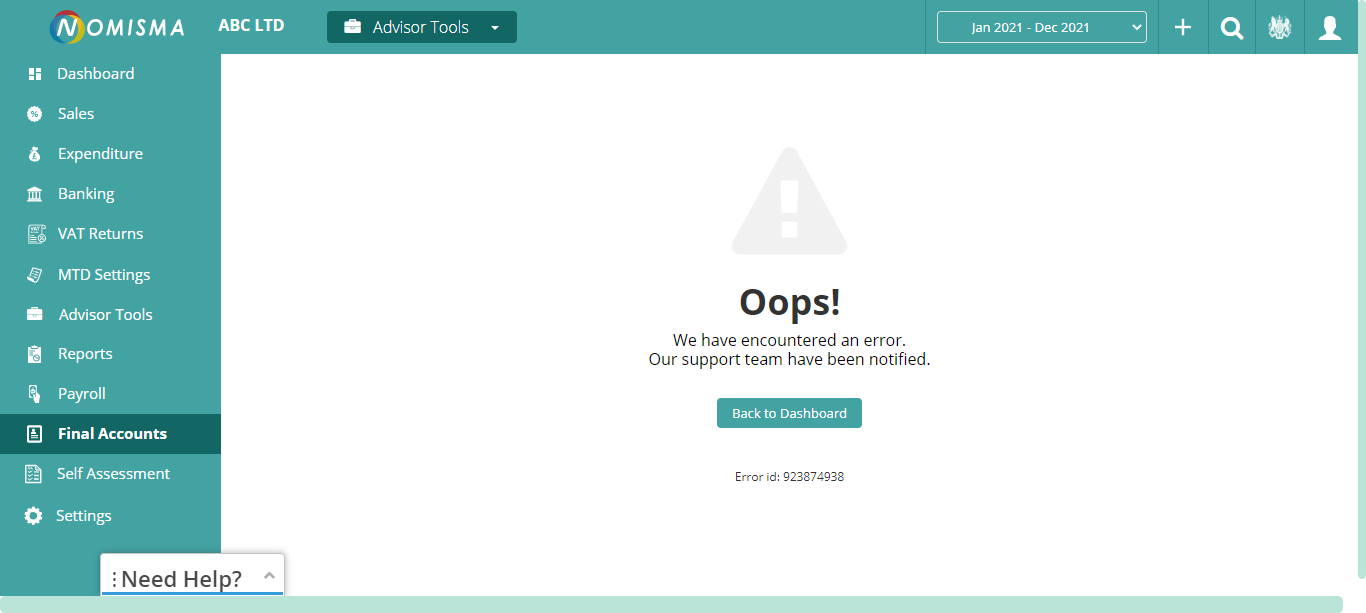 NOMISMA
ABC LTD
Advisor Tools
Jan 2021 - Dec 2021
Dashboard
Sales
Expenditure
Banking
VAT Returns
MTD Settings
Advisor Tools
Reports
Payroll
Final Accounts
Self Assessment
Settings
Oops!
We have encountered an error.
Our support team have been notified.
Back to Dashboard
Error id: 923874938
Need Help?